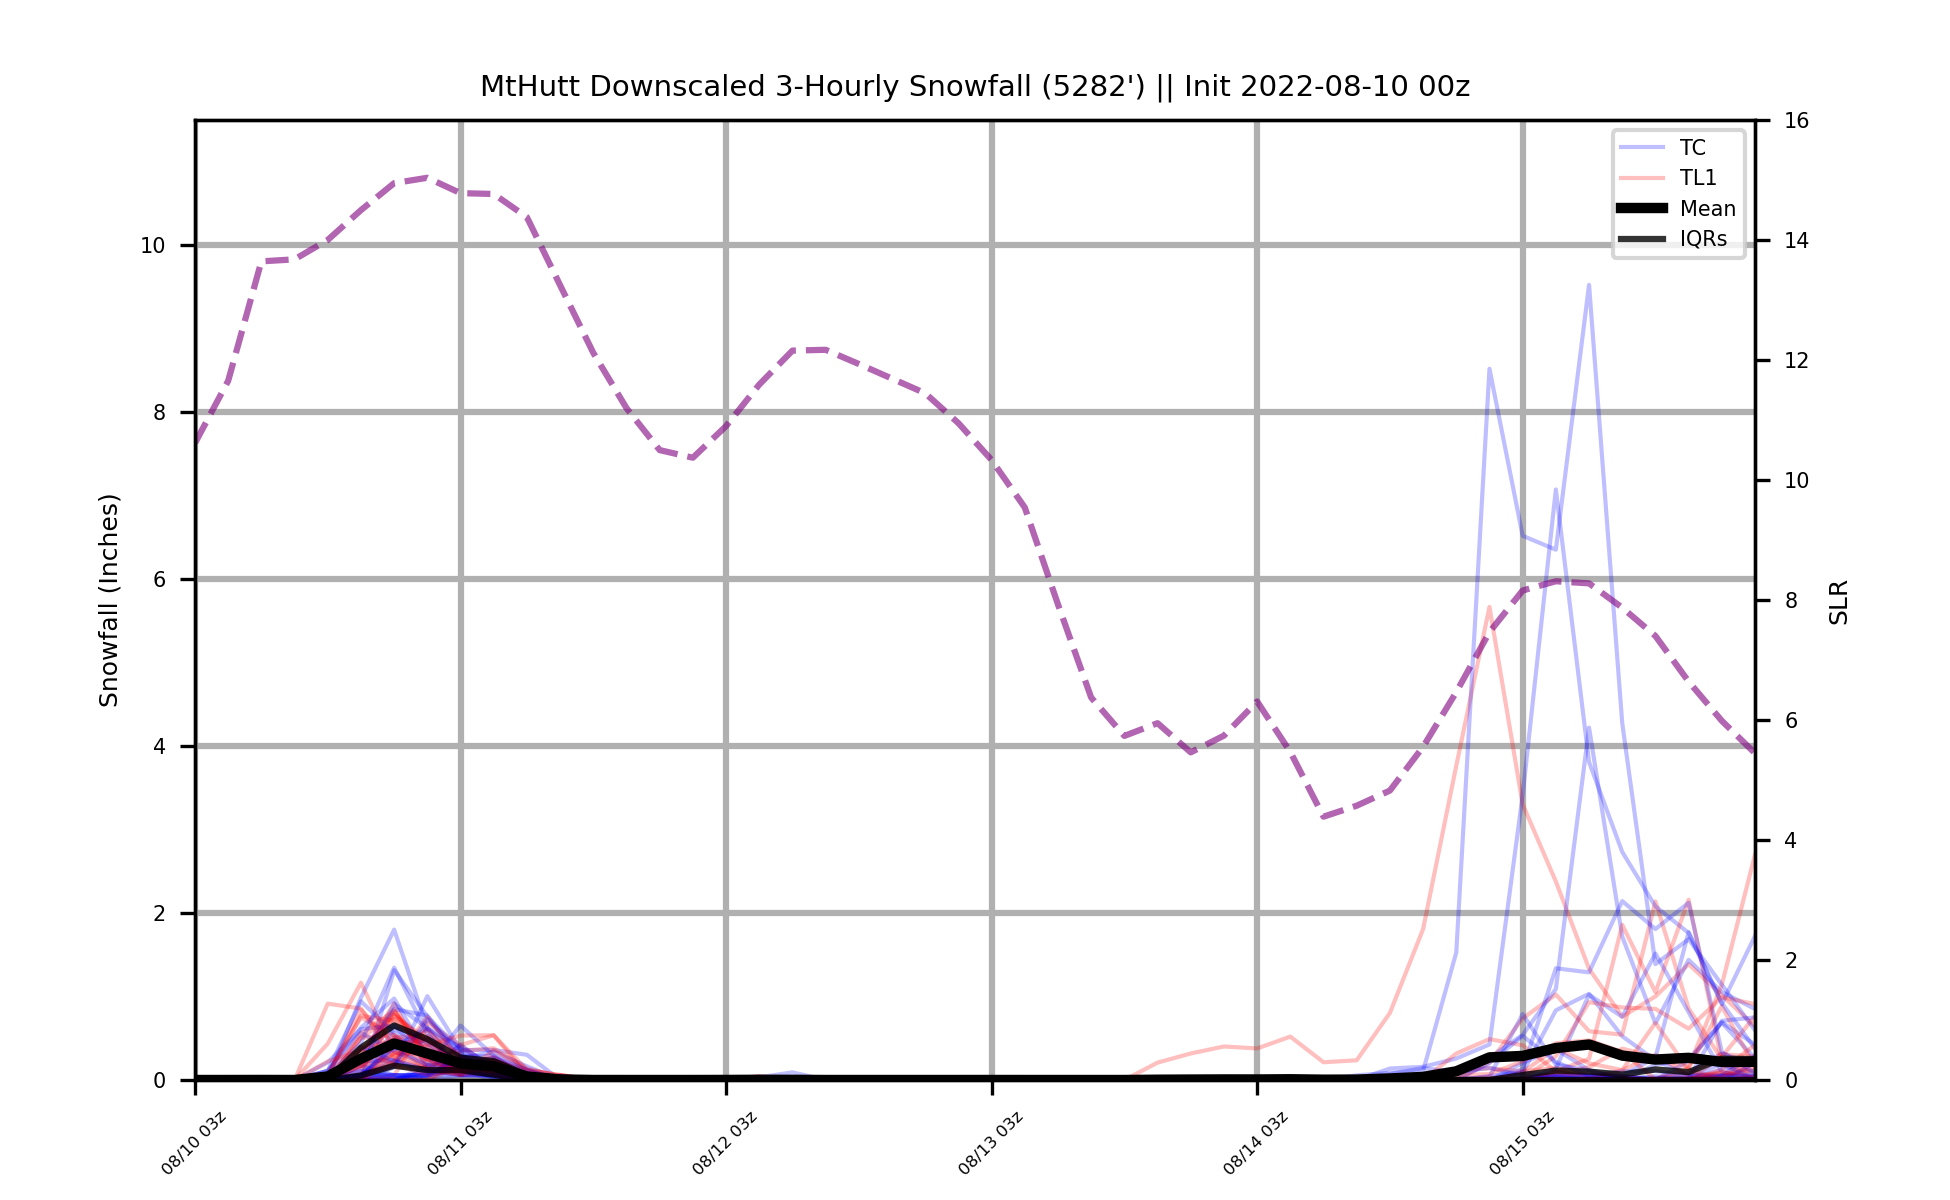 MtHutt Downscaled 3-Hourly Snowfall (5282') || Init 2022-08-10 00z
TC
TL1
Mean
IQRs
Snowfall (Inches)
10
8
6
4
2
0
16
14
12
10
8
6
4
2
0
SLR
08/10 03z
08/11 03z
08/12 03z
08/13 03z
08/14 03z
08/15 03z